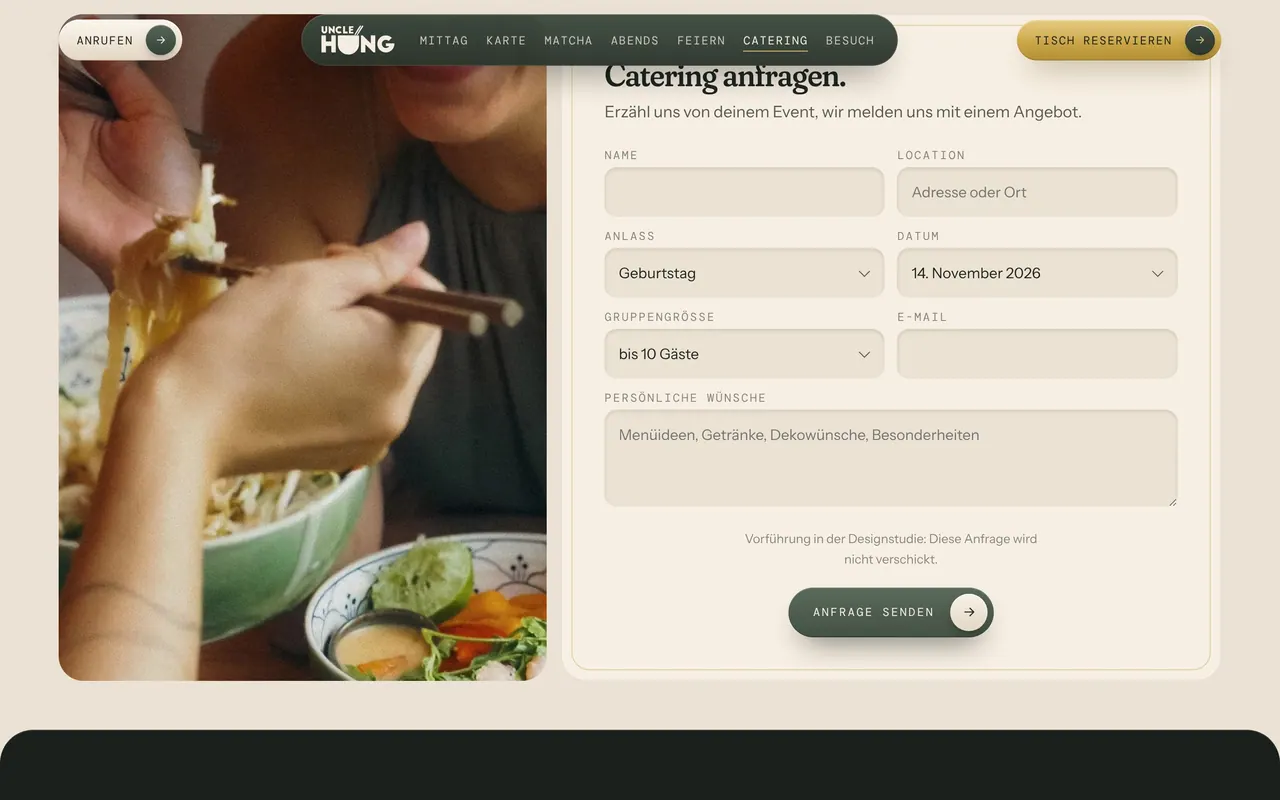 ANRUFEN
UNCLE
HUNG
MITTAG
KARTE
MATCHA
ABENDS
FEIERN
CATERING
BESUCH
TISCH RESERVIEREN
Catering anfragen.
Erzähl uns von deinem Event, wir melden uns mit einem Angebot.
NAME
LOCATION
Adresse oder Ort
ANLASS
DATUM
Geburtstag
14. November 2026
GRUPPENGRÖSSE
E-MAIL
bis 10 Gäste
PERSÖNLICHE WÜNSCHE
Menüideen, Getränke, Dekowünsche, Besonderheiten
Vorführung in der Designstudie: Diese Anfrage wird
nicht verschickt.
ANFRAGE SENDEN